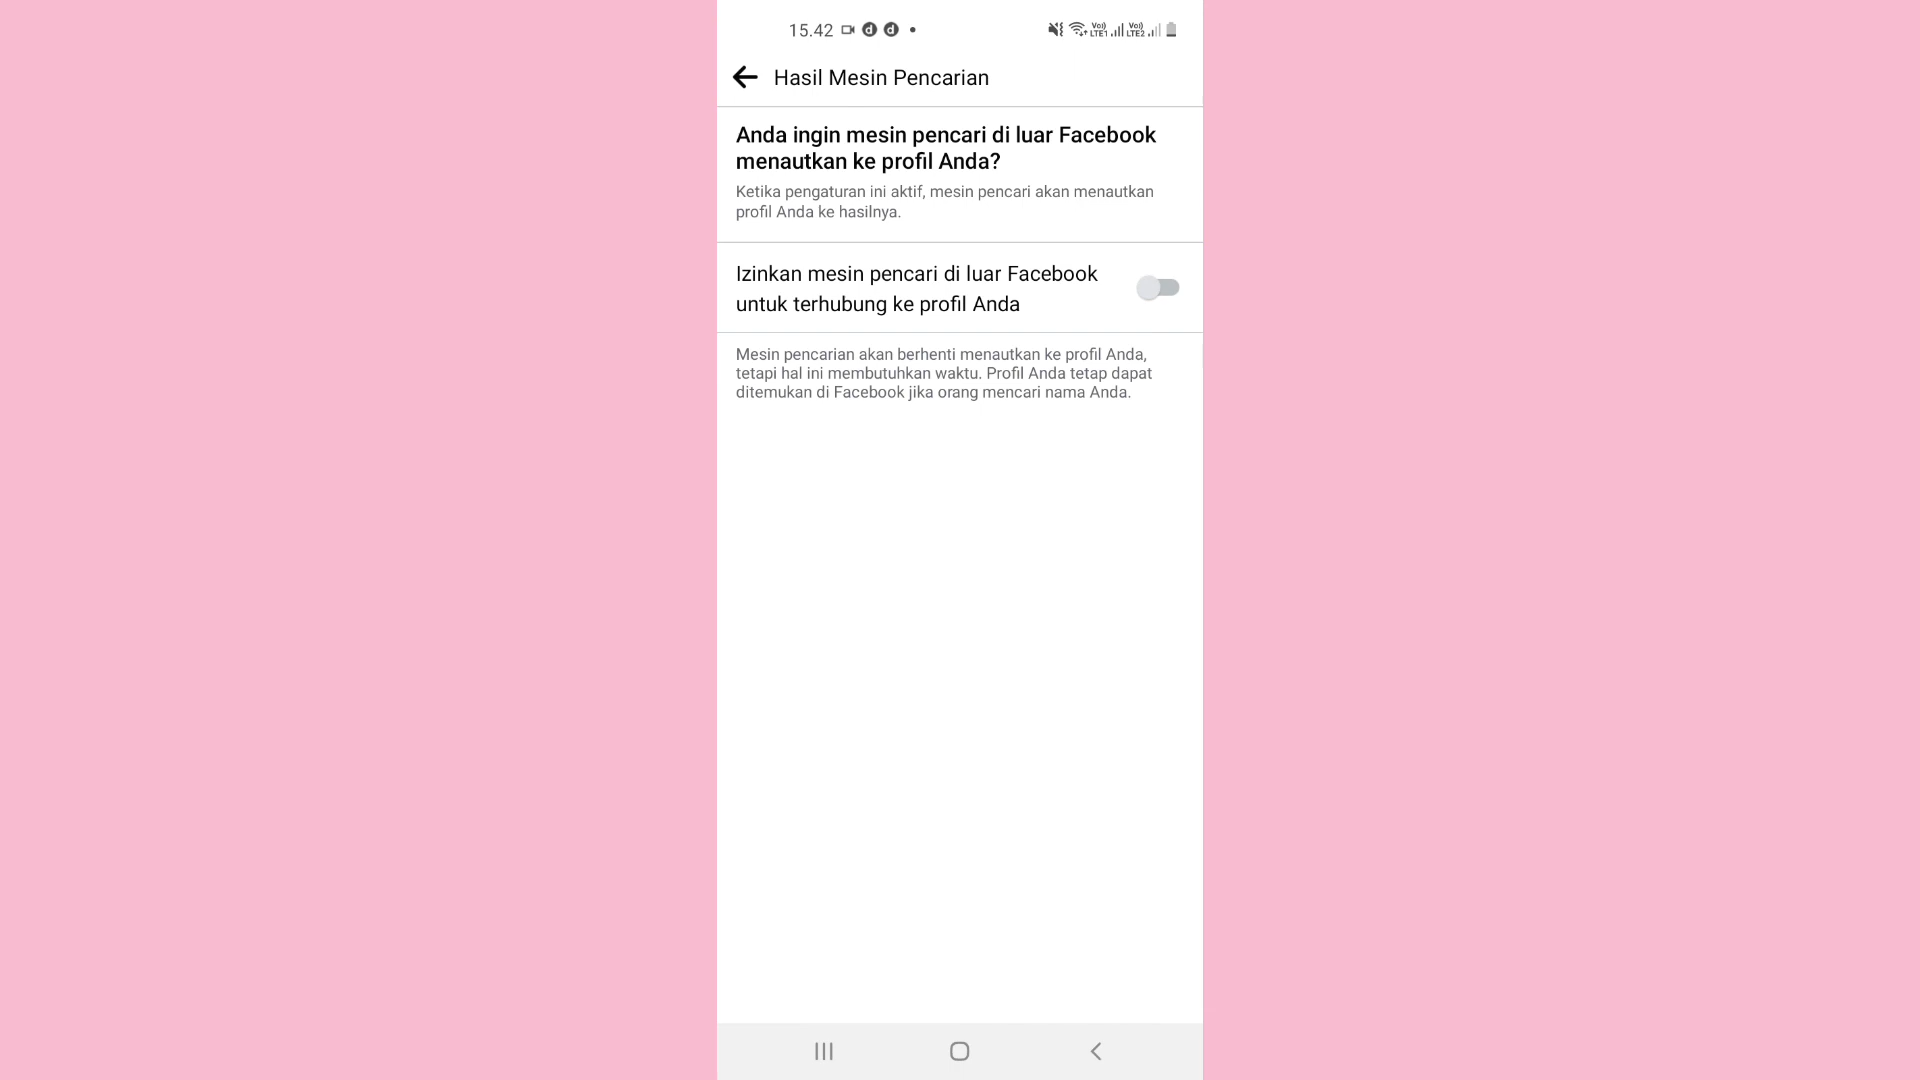 15.42
Hasil Mesin Pencarian
Anda ingin mesin pencari di luar Facebook
menautkan ke profil Anda?
Ketika pengaturan ini aktif, mesin pencari akan menautkan
profil Anda ke hasilnya.
Izinkan mesin pencari di luar Facebook
untuk terhubung ke profil Anda
Mesin pencarian akan berhenti menautkan ke profil Anda,
tetapi hal ini membutuhkan waktu. Profil Anda tetap dapat
ditemukan di Facebook jika orang mencari nama Anda.